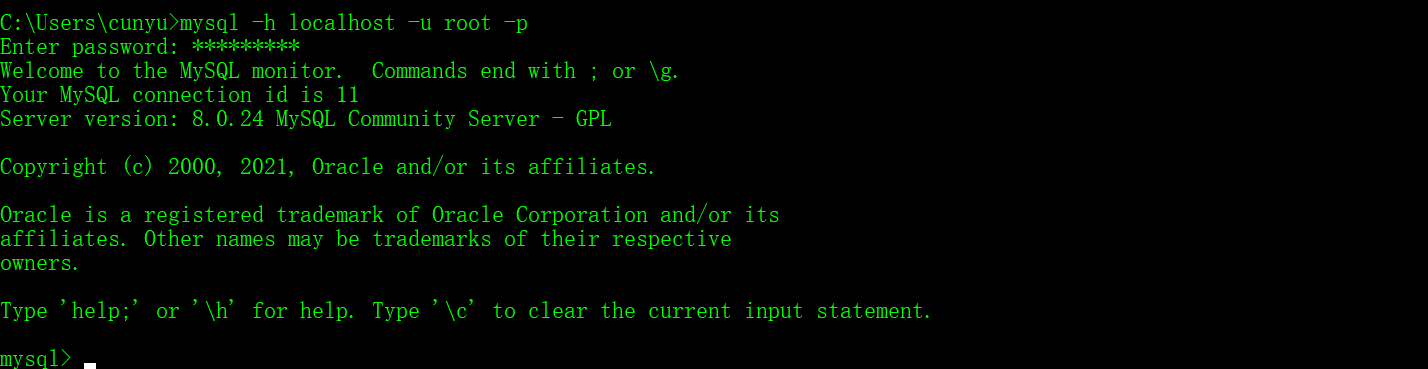 C:\Users\cunyu>mysql -h localhost -u root -p
Enter password: *********
Welcome to the MySQL monitor.  Commands end with ; or \g.
Your MySQL connection id is 11
Server version: 8.0.24 MySQL Community Server - GPL
Copyright (c) 2000, 2021, Oracle and/or its affiliates.
Oracle is a registered trademark of Oracle Corporation and/or its
affiliates. Other names may be trademarks of their respective
owners.
Type 'help;' or '\h' for help. Type '\c' to clear the current input statement.
mysql>